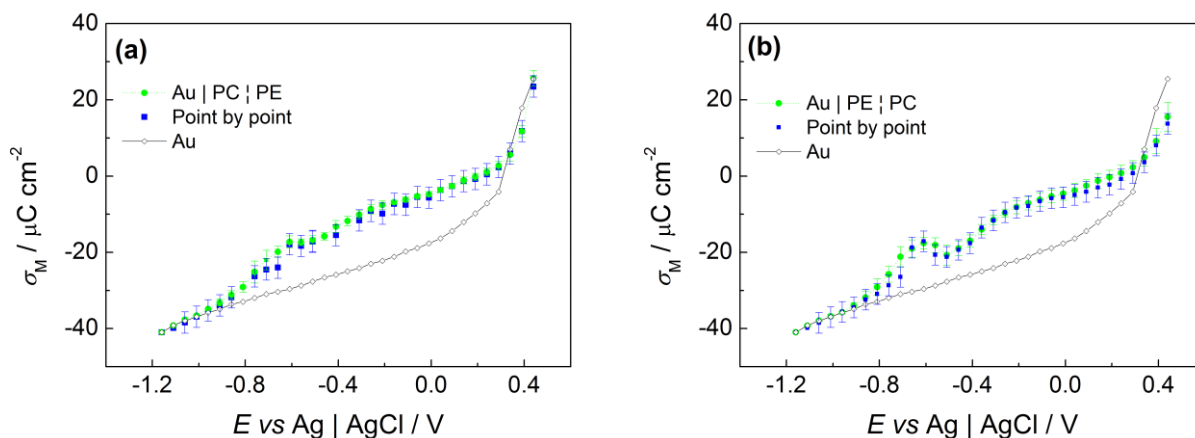 (a)
Au | PC ¦ PE
Point by point
Au
40
20
0
-20
-40
σM / μC cm-2
-1.2 -0.8 -0.4 0.0 0.4
E vs Ag | AgCl / V
(b)
Au | PE ¦ PC
Point by point
Au
40
20
0
-20
-40
σM / μC cm-2
-1.2 -0.8 -0.4 0.0 0.4
E vs Ag | AgCl / V